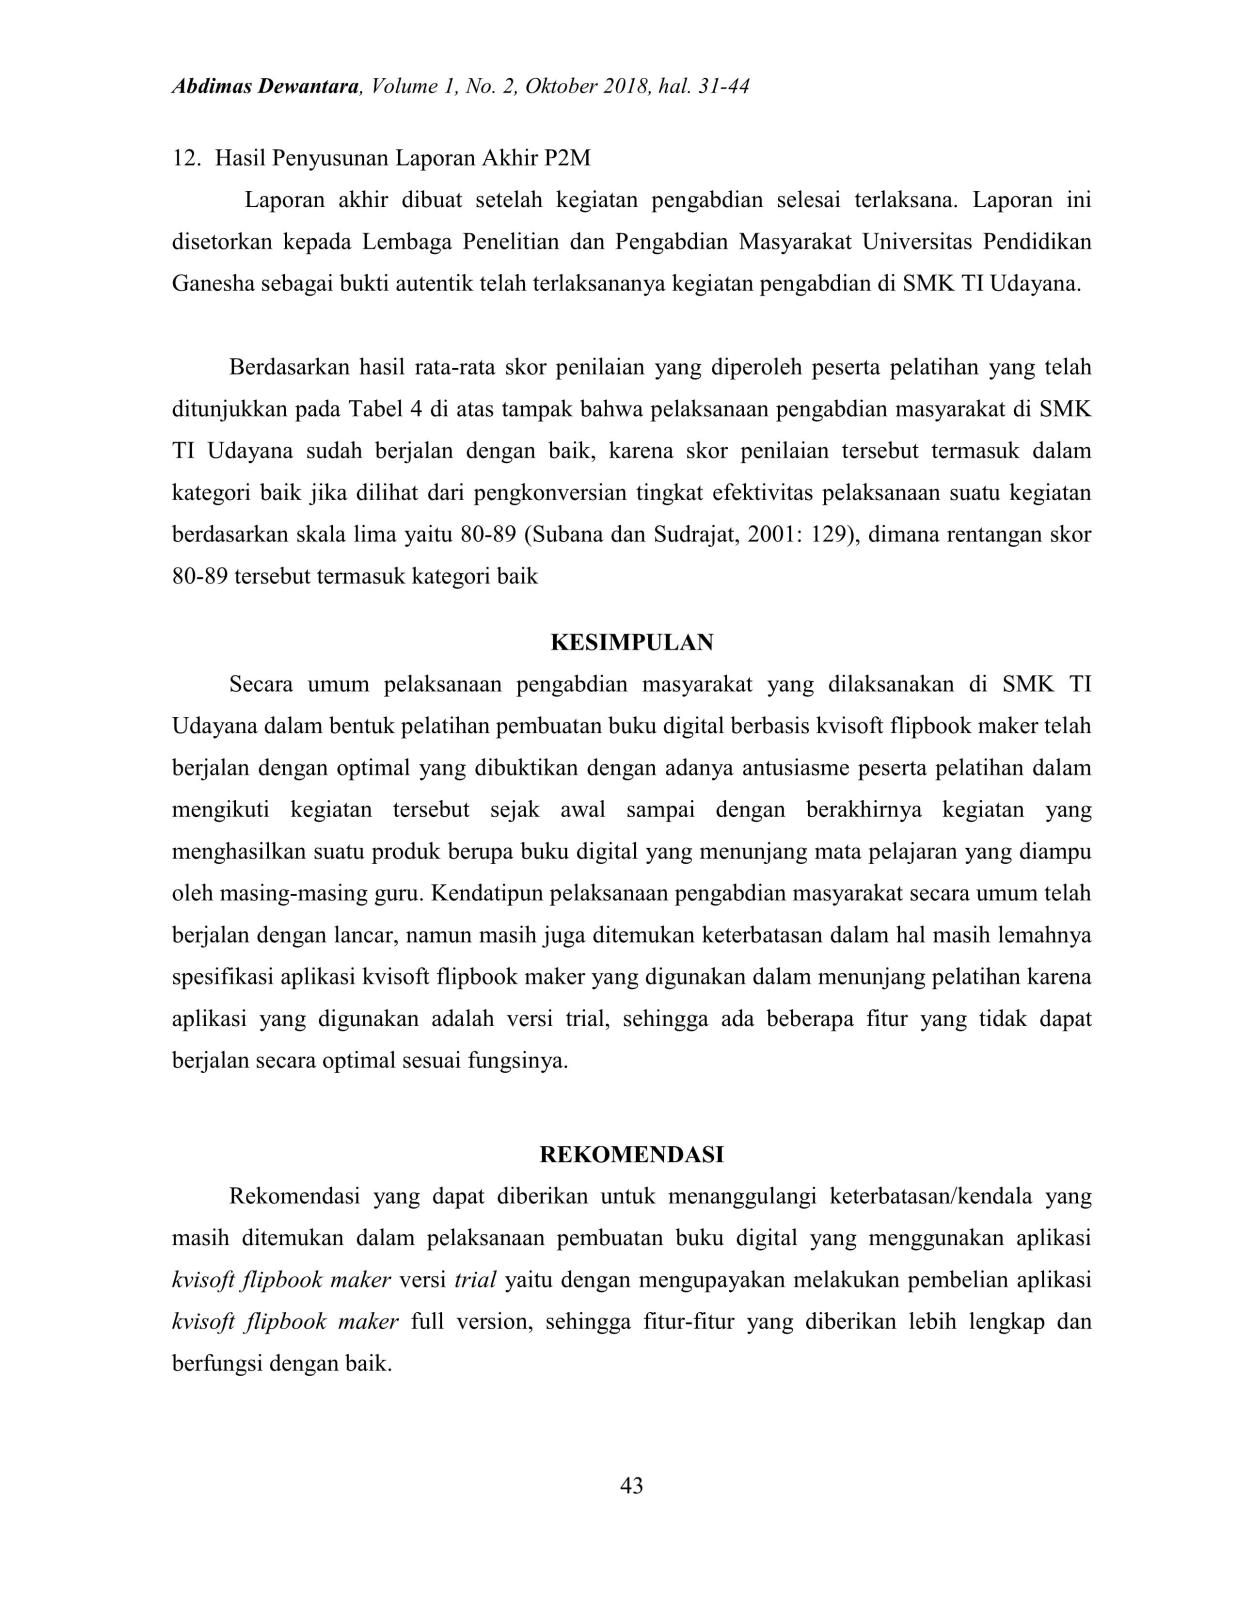 Abdimas Dewantara, Volume 1, No. 2, Oktober 2018, hal. 31-44
12. Hasil Penyusunan Laporan Akhir P2M
Laporan akhir dibuat setelah kegiatan pengabdian selesai terlaksana. Laporan ini
disetorkan kepada Lembaga Penelitian dan Pengabdian Masyarakat Universitas Pendidikan
Ganesha sebagai bukti autentik telah terlaksananya kegiatan pengabdian di SMK TI Udayana.
Berdasarkan hasil rata-rata skor penilaian yang diperoleh peserta pelatihan yang telah
ditunjukkan pada Tabel 4 di atas tampak bahwa pelaksanaan pengabdian masyarakat di SMK
TI Udayana sudah berjalan dengan baik, karena skor penilaian tersebut termasuk dalam
kategori baik jika dilihat dari pengkonversian tingkat efektivitas pelaksanaan suatu kegiatan
berdasarkan skala lima yaitu 80-89 (Subana dan Sudrajat, 2001: 129), dimana rentangan skor
80-89 tersebut termasuk kategori baik
KESIMPULAN
Secara umum pelaksanaan pengabdian masyarakat yang dilaksanakan di SMK TI
Udayana dalam bentuk pelatihan pembuatan buku digital berbasis kvisoft flipbook maker telah
berjalan dengan optimal yang dibuktikan dengan adanya antusiasme peserta pelatihan dalam
mengikuti kegiatan tersebut sejak awal sampai dengan berakhirnya kegiatan yang
menghasilkan suatu produk berupa buku digital yang menunjang mata pelajaran yang diampu
oleh masing-masing guru. Kendatipun pelaksanaan pengabdian masyarakat secara umum telah
berjalan dengan lancar, namun masih juga ditemukan keterbatasan dalam hal masih lemahnya
spesifikasi aplikasi kvisoft flipbook maker yang digunakan dalam menunjang pelatihan karena
aplikasi yang digunakan adalah versi trial, sehingga ada beberapa fitur yang tidak dapat
berjalan secara optimal sesuai fungsinya.
REKOMENDASI
Rekomendasi yang dapat diberikan untuk menanggulangi keterbatasan/kendala yang
masih ditemukan dalam pelaksanaan pembuatan buku digital yang menggunakan aplikasi
kvisoft flipbook maker versi trial yaitu dengan mengupayakan melakukan pembelian aplikasi
kvisoft flipbook maker full version, sehingga fitur-fitur yang diberikan lebih lengkap dan
berfungsi dengan baik.
43